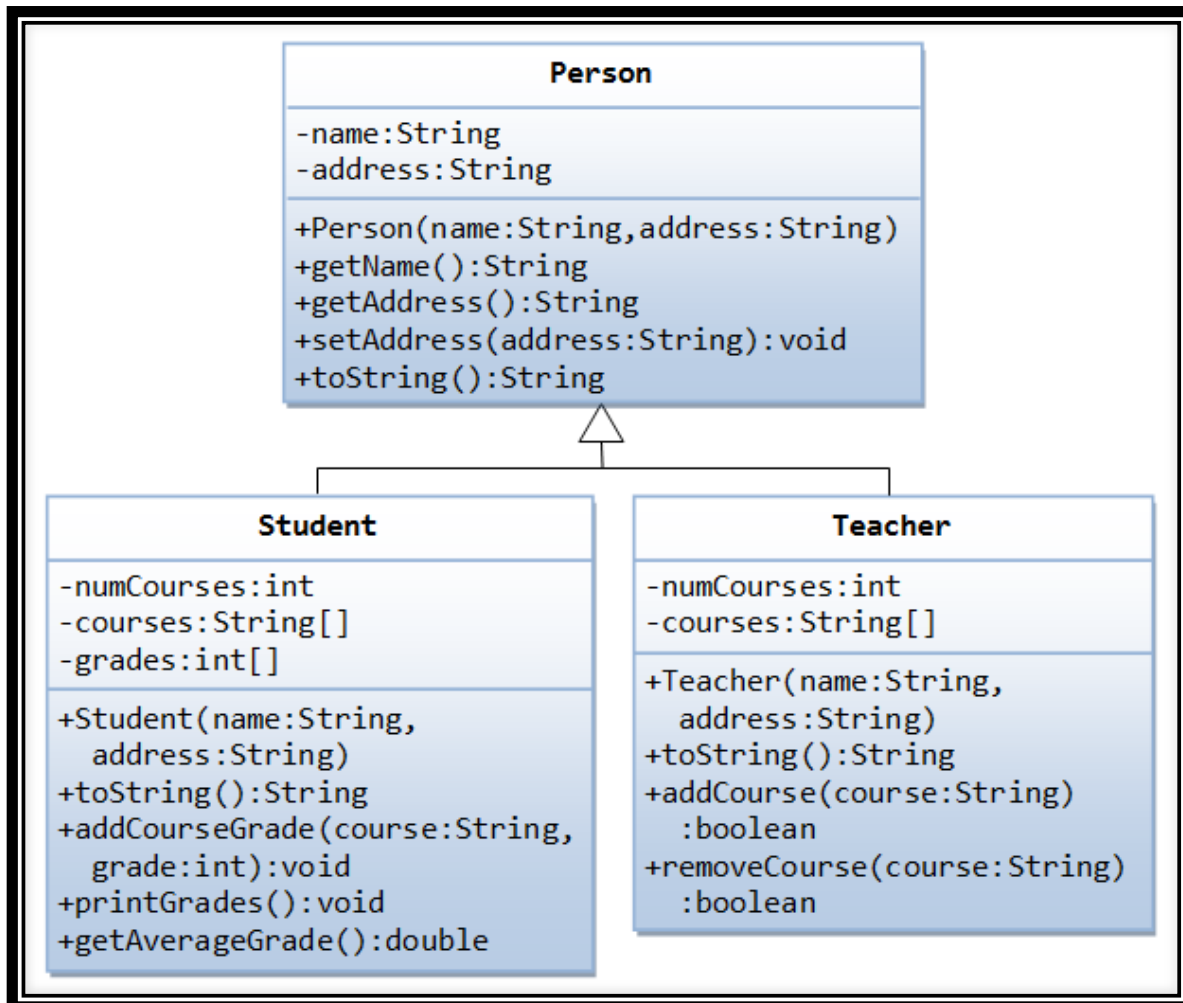 Person
-name:String
-address:String
+Person(name:String,address:String)
+getName():String
+getAddress():String
+setAddress(address:String):void
+toString():String
Student
-numCourses:int
-courses:String[]
-grades:int[]
+Student(name:String,
address:String)
+toString():String
+addCourseGrade(course:String,
grade:int):void
+printGrades():void
+getAverageGrade():double
Teacher
-numCourses:int
-courses:String[]
+Teacher(name:String,
address:String)
+toString():String
+addCourse(course:String)
:boolean
+removeCourse(course:String)
:boolean